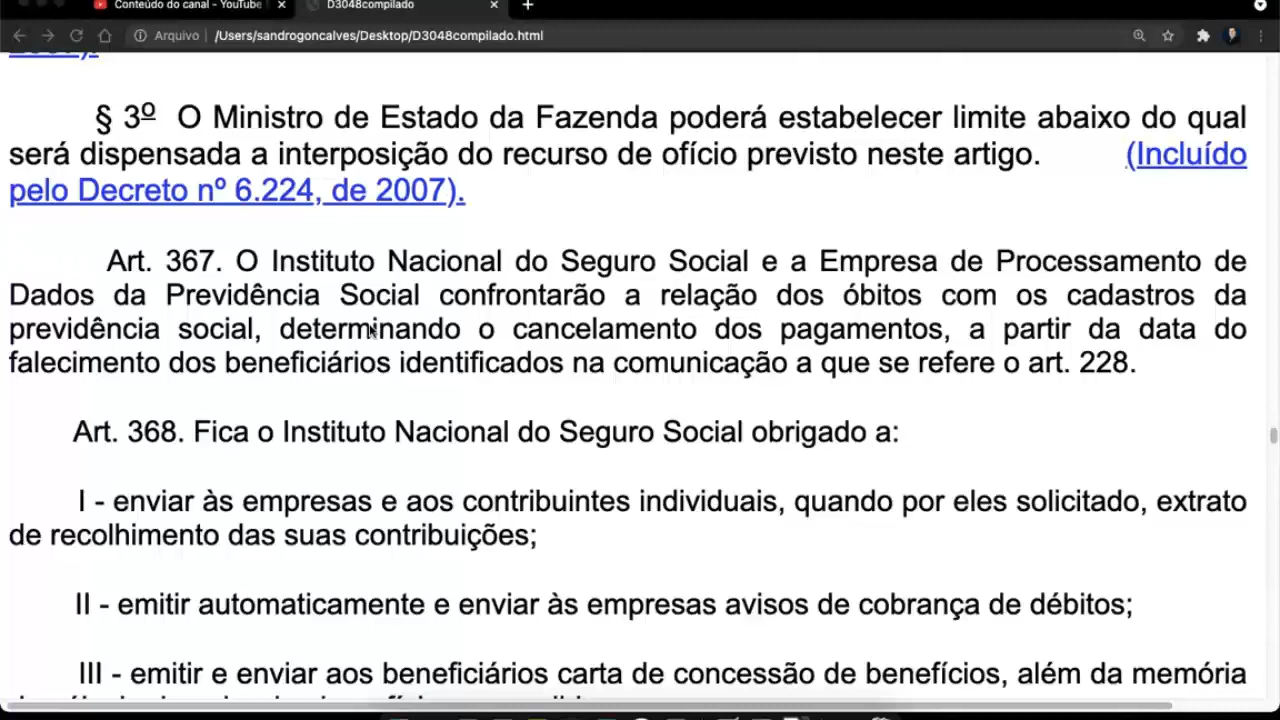 Conteúdo do canal - YouTube
D3048compilado
Arquivo | /Users/sandrogoncalves/Desktop/D3048compilado.html
§ 3º O Ministro de Estado da Fazenda poderá estabelecer limite abaixo do qual
será dispensada a interposição do recurso de ofício previsto neste artigo. (Incluído
pelo Decreto nº 6.224, de 2007).
Art. 367. O Instituto Nacional do Seguro Social e a Empresa de Processamento de
Dados da Previdência Social confrontarão a relação dos óbitos com os cadastros da
previdência social, determinando o cancelamento dos pagamentos, a partir da data do
falecimento dos beneficiários identificados na comunicação a que se refere o art. 228.
Art. 368. Fica o Instituto Nacional do Seguro Social obrigado a:
I - enviar às empresas e aos contribuintes individuais, quando por eles solicitado, extrato
de recolhimento das suas contribuições;
II - emitir automaticamente e enviar às empresas avisos de cobrança de débitos;
III - emitir e enviar aos beneficiários carta de concessão de benefícios, além da memória